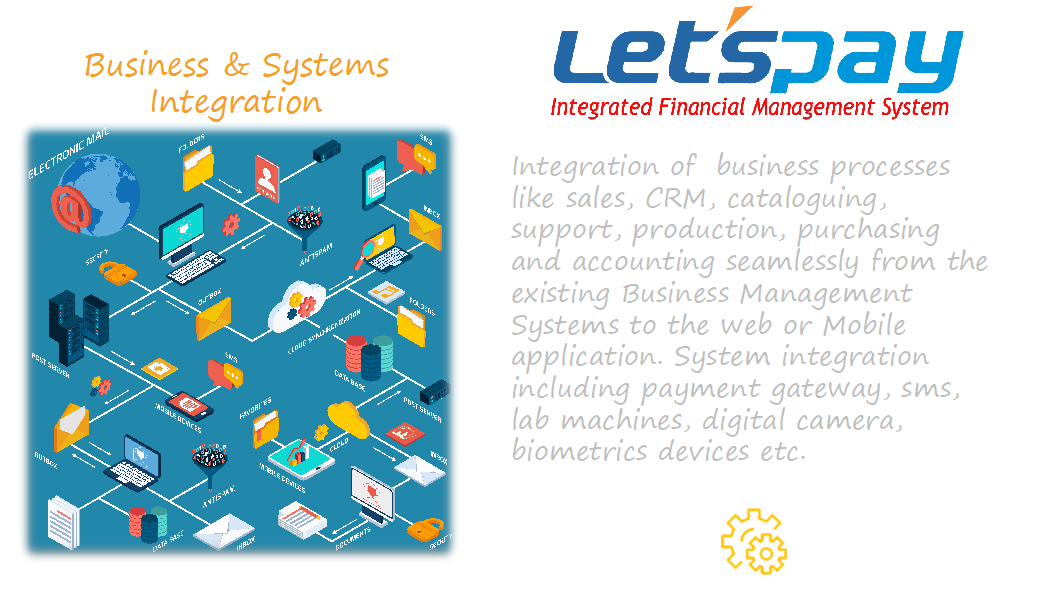 Business & Systems
Integration
Let'spay
Integrated Financial Management System
Integration of business processes
like sales, CRM, cataloguing,
support, production, purchasing
and accounting seamlessly from the
existing Business Management
Systems to the web or Mobile
application. System integration
including payment gateway, sms,
lab machines, digital camera,
biometrics devices etc.
ELECTRONIC MAIL
FOLDERS
SMS
INBOX
ANTISPAM
OUTBOX
FOLDERS
CLOUD SYNCHRONIZATION
POST SERVER
SMS
DATA BASE
MOBILE DEVICES
FAVORITES
POST SERVER
CLOUD
OUTBOX
INBOX
MOBILE DEVICES
ANTISPAM
DATA BASE
INBOX
DOCUMENTS